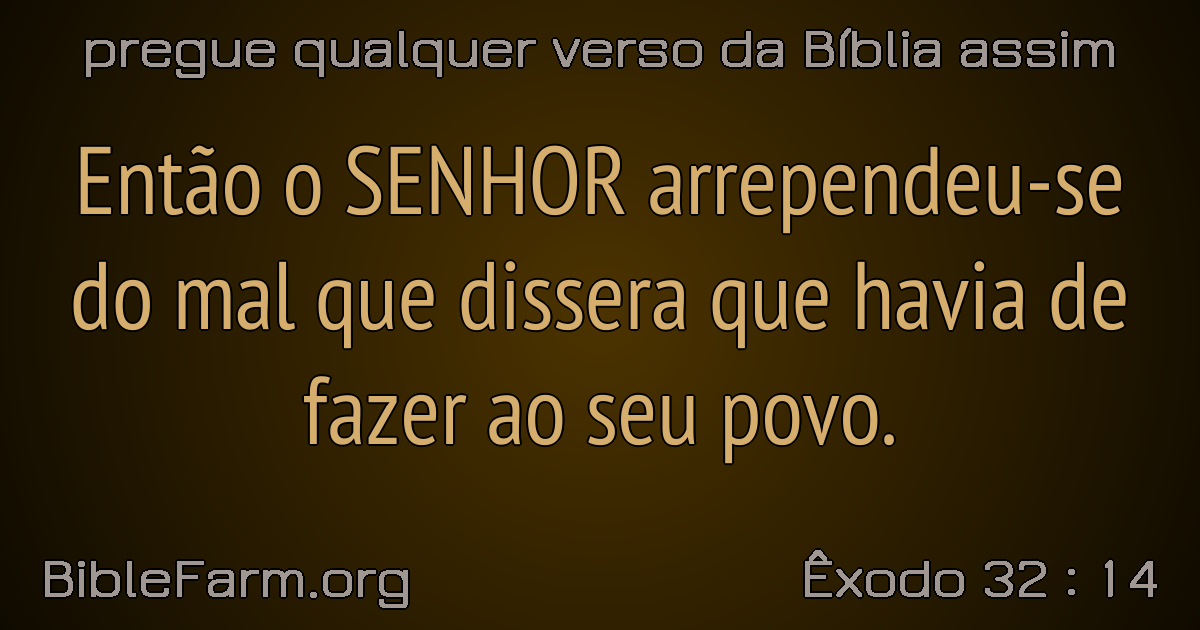 pregue qualquer verso da Bíblia assim
Então o SENHOR arrependeu-se
do mal que dissera que havia de
fazer ao seu povo.
BibleFarm.org
Êxodo 32 : 14